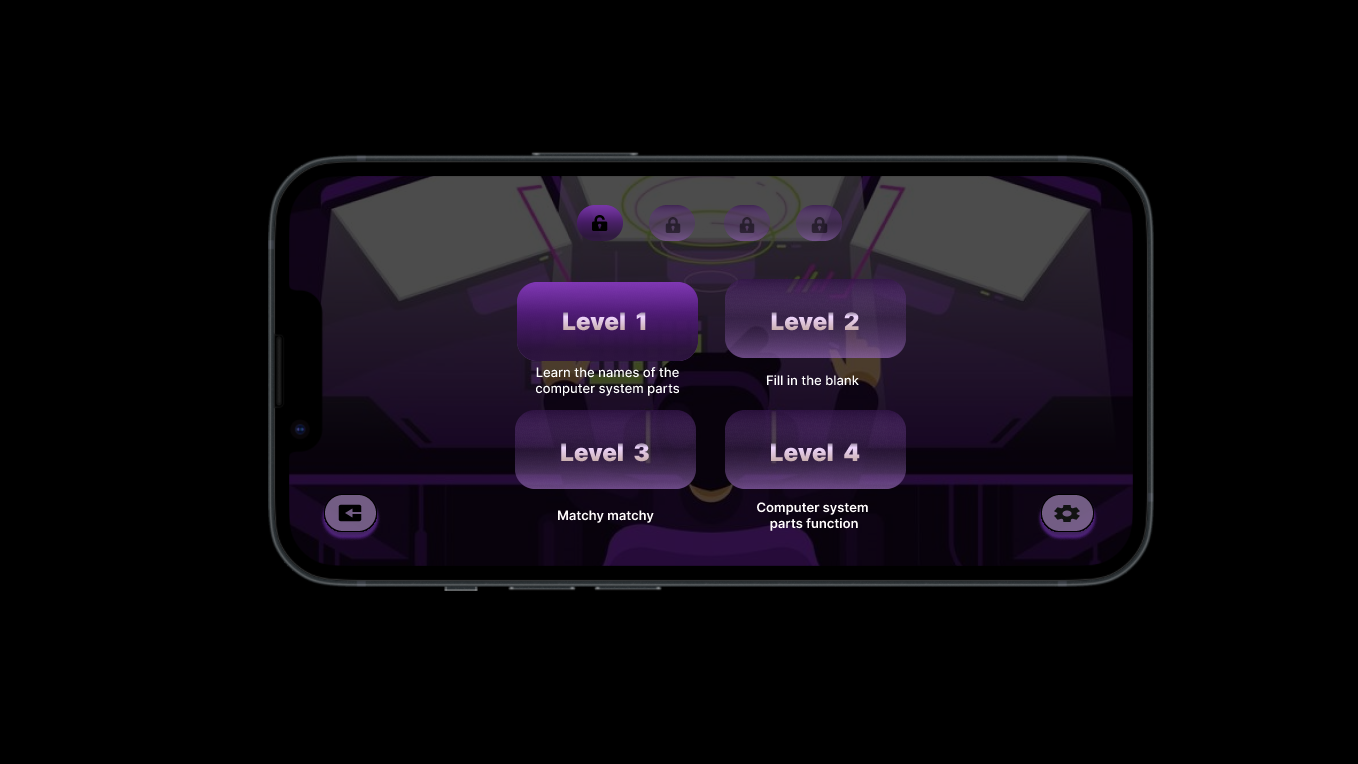 Level 1
Level 2
Learn the names of the
computer system parts
Fill in the blank
Level 3
Level 4
Matchy matchy
Computer system
parts function